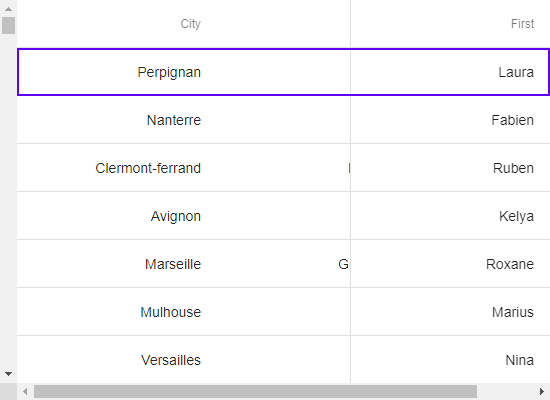 City First
Perpignan Laura
Nanterre Fabien
Clermont-ferrand Ruben
Avignon Kelya
Marseille G Roxane
Mulhouse Marius
Versailles Nina